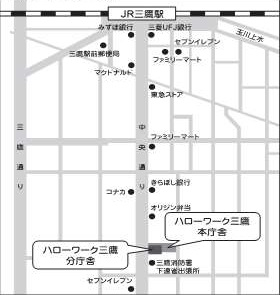 JR三鷹駅
玉川上水
みずほ銀行
三菱UFJ銀行
セブンイレブン
三鷹駅前郵便局
ファミリーマート
マクドナルド
東急ストア
三鷹通り
中央通り
ファミリーマート
きらぼし銀行
コナカ
オリジン弁当
ハローワーク三鷹
本庁舎
ハローワーク三鷹
分庁舎
三鷹消防署
下連雀出張所
セブンイレブン